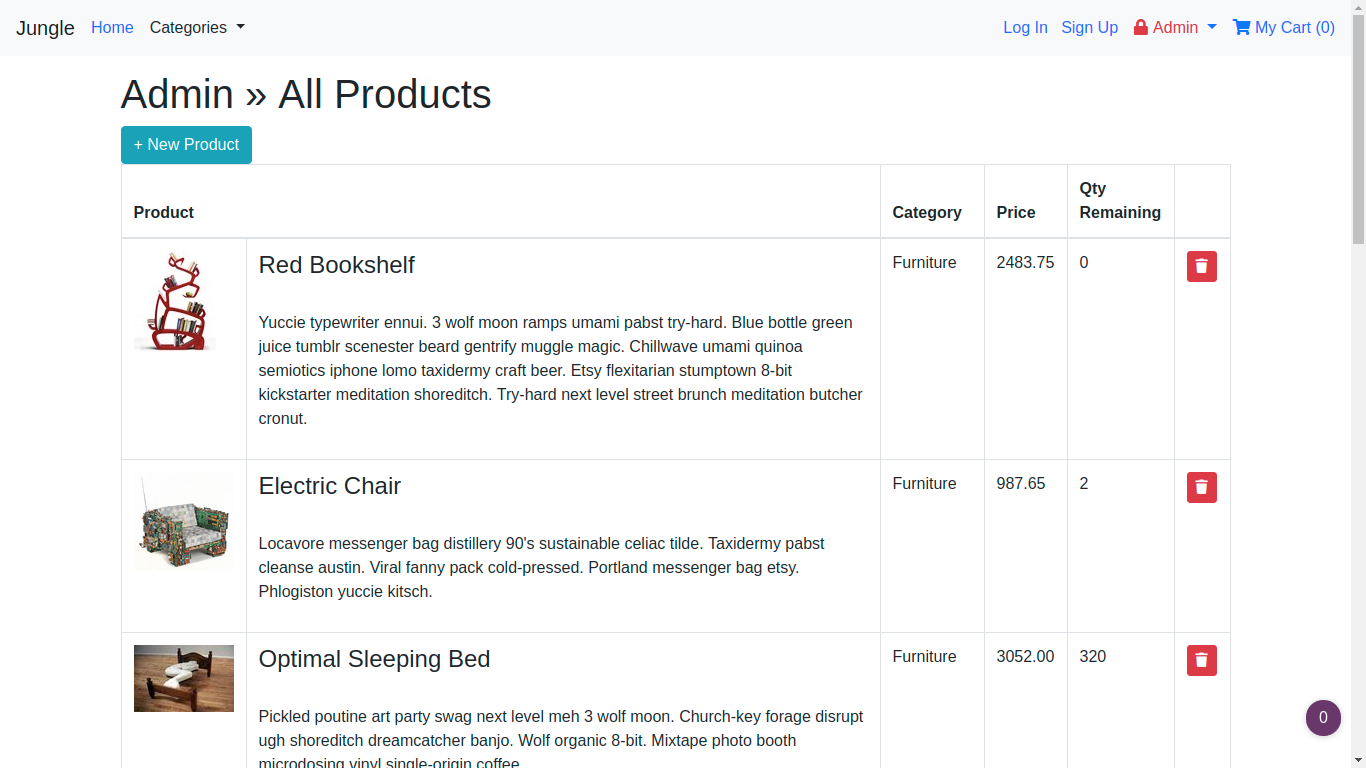 Jungle Home Categories Log In Sign Up Admin My Cart (0)
Admin » All Products
+ New Product
Product Category Price Qty Remaining
Red Bookshelf Furniture 2483.75 0
Yuccie typewriter ennui. 3 wolf moon ramps umami pabst try-hard. Blue bottle green
juice tumblr scenester beard gentrify muggle magic. Chillwave umami quinoa
semiotics iphone lomo taxidermy craft beer. Etsy flexitarian stumptown 8-bit
kickstarter meditation shoreditch. Try-hard next level street brunch meditation butcher
cronut.
Electric Chair Furniture 987.65 2
Locavore messenger bag distillery 90's sustainable celiac tilde. Taxidermy pabst
cleanse austin. Viral fanny pack cold-pressed. Portland messenger bag etsy.
Phlogiston yuccie kitsch.
Optimal Sleeping Bed Furniture 3052.00 320
Pickled poutine art party swag next level meh 3 wolf moon. Church-key forage disrupt
ugh shoreditch dreamcatcher banjo. Wolf organic 8-bit. Mixtape photo booth
microdosing vinyl single-origin coffee
0